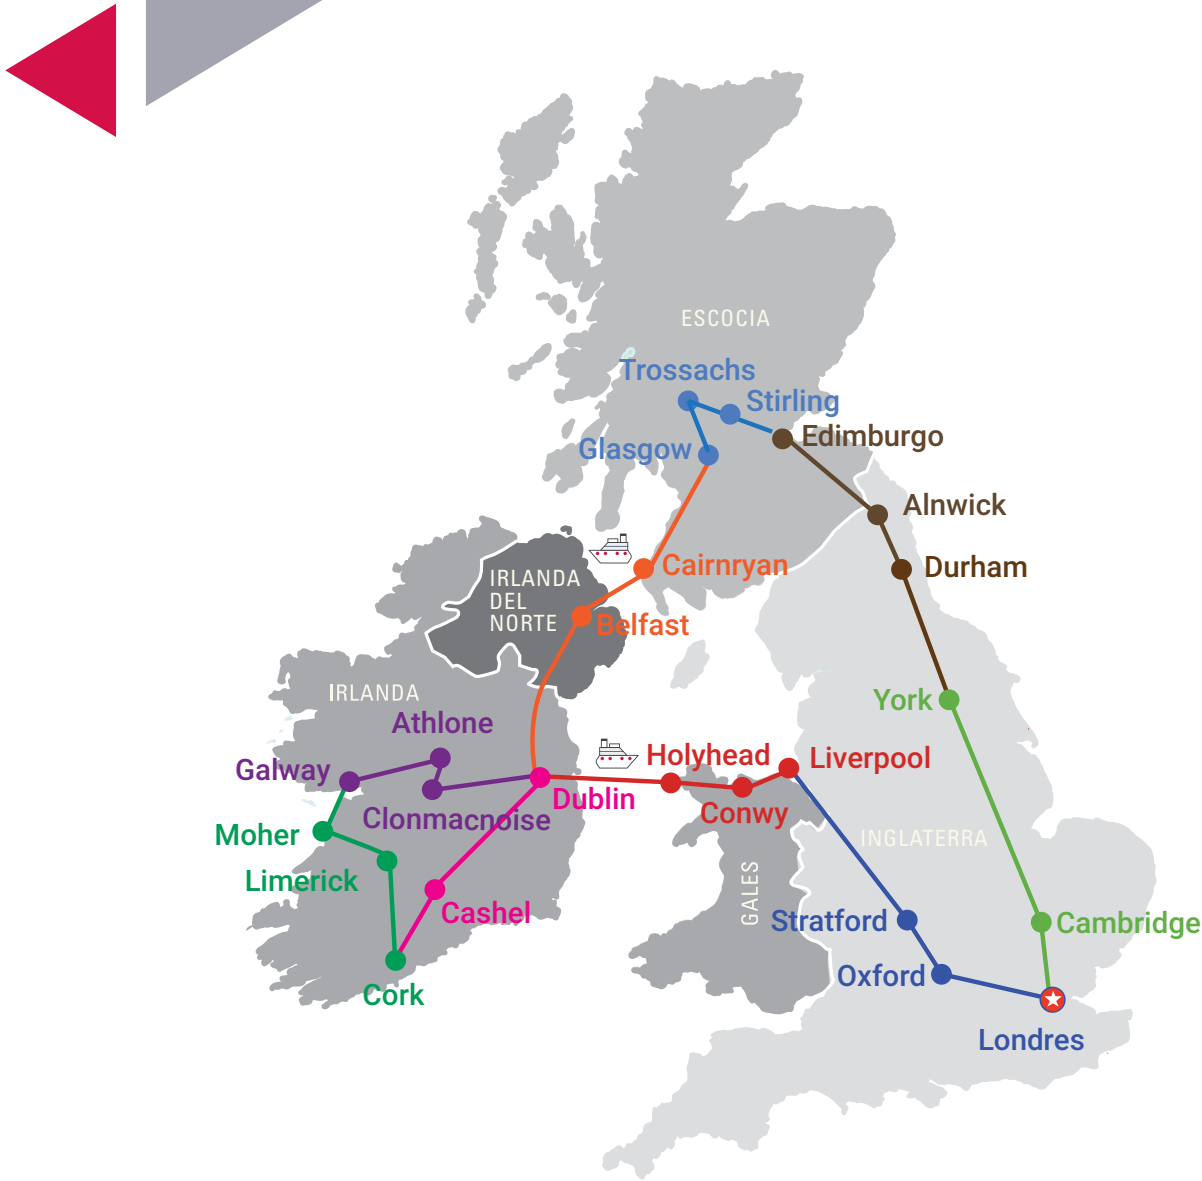 ESCOCIA
Trossachs
Stirling
Edimburgo
Glasgow
Alnwick
Cairnryan
Durham
IRLANDA
DEL
NORTE
Belfast
IRLANDA
York
Athlone
Galway
Holyhead
Liverpool
Dublin
Conwy
Clonmacnoise
Moher
INGLATERRA
Limerick
GALES
Cashel
Stratford
Cambridge
Oxford
Cork
Londres